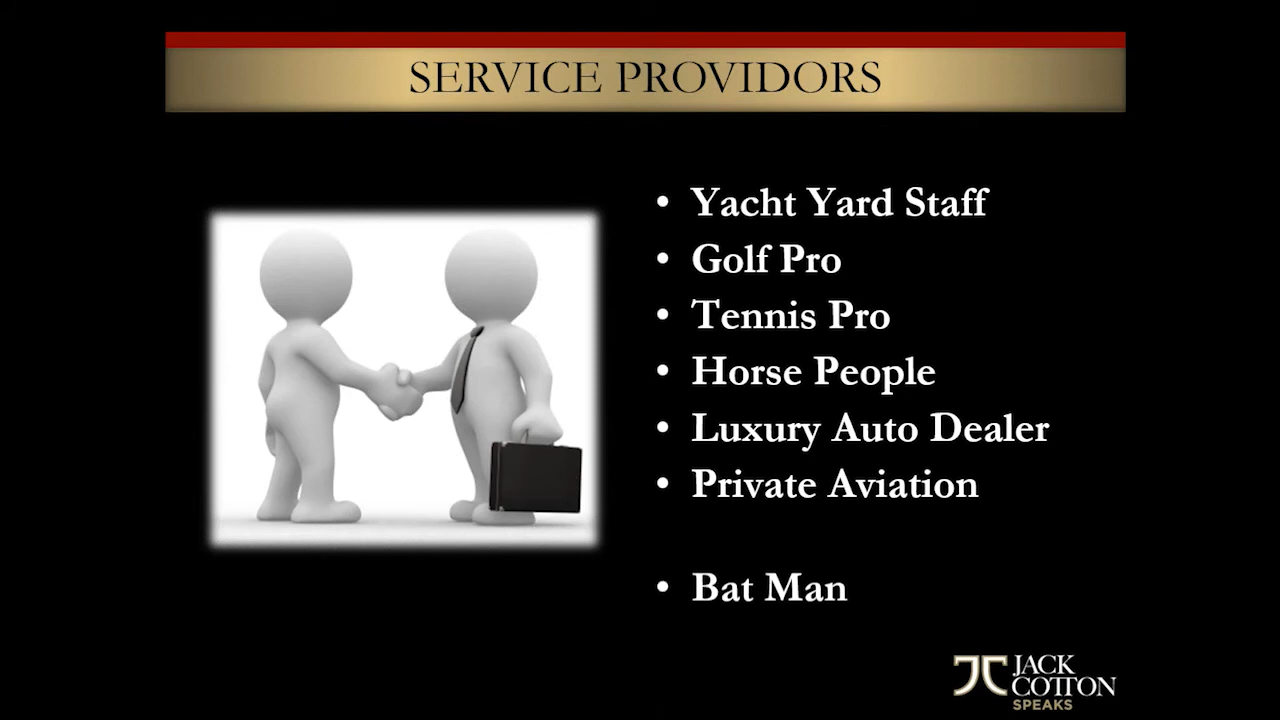 SERVICE PROVIDORS
• Yacht Yard Staff
• Golf Pro
• Tennis Pro
• Horse People
• Luxury Auto Dealer
• Private Aviation
• Bat Man
JACK
COTTON
SPEAKS